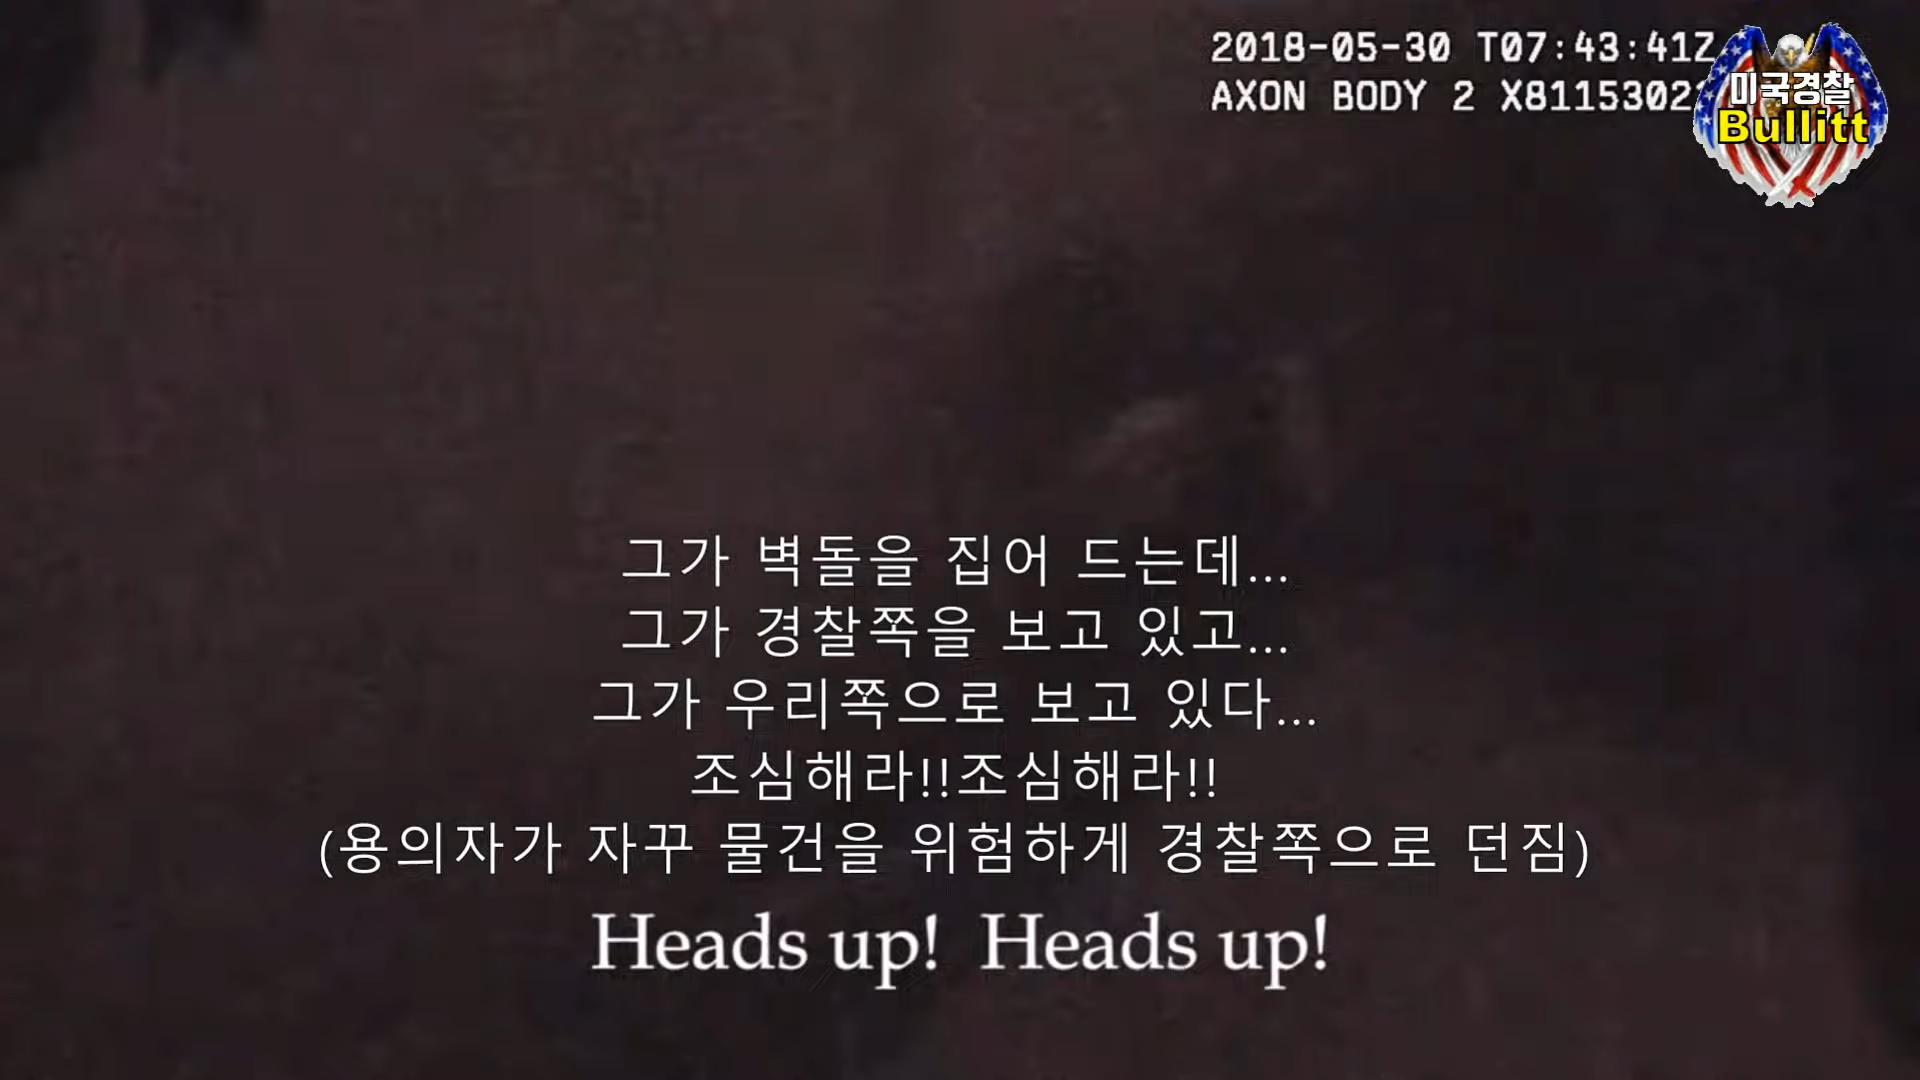 2018-05-30 T07:43:41Z
AXON BODY 2 X8115302
미국경찰
Bullitt
그가 벽돌을 집어 드는데...
그가 경찰쪽을 보고 있고...
그가 우리쪽으로 보고 있다...
조심해라!!조심해라!!
(용의자가 자꾸 물건을 위험하게 경찰쪽으로 던짐)
Heads up! Heads up!